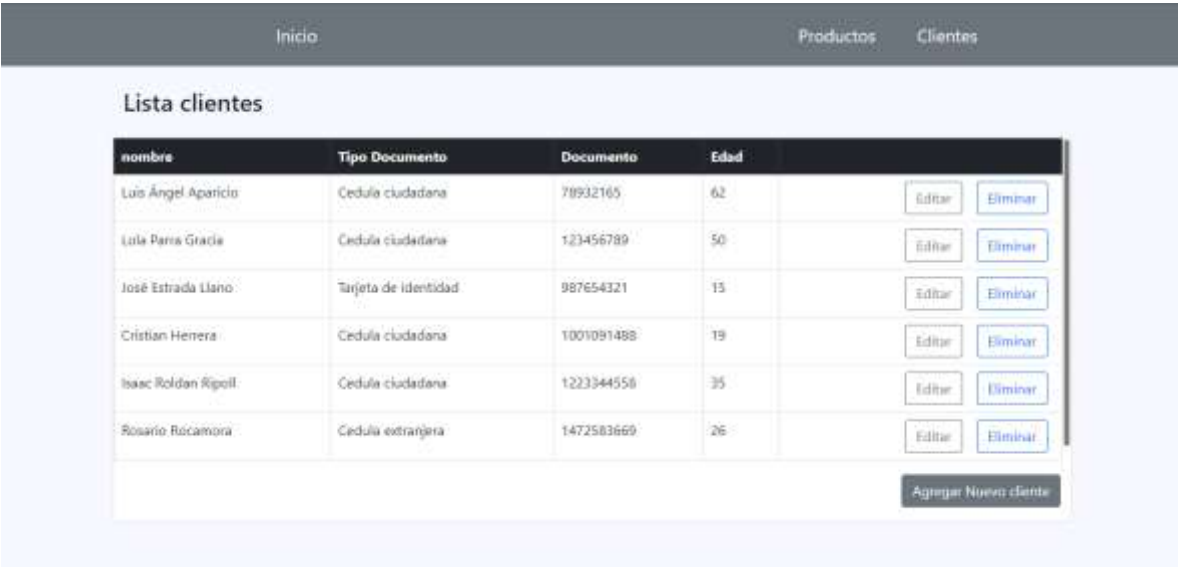 Inicio Productos Clientes
Lista clientes
nombre Tipo Documento Documento Edad
Luis Ángel Aparicio Cedula ciudadana 78932165 62 Editar Eliminar
Lola Parra Gracia Cedula ciudadana 123456789 50 Editar Eliminar
José Estrada Llano Tarjeta de identidad 987654321 15 Editar Eliminar
Cristian Herrera Cedula ciudadana 1001091488 19 Editar Eliminar
Isaac Roldan Ripoll Cedula ciudadana 1223344556 35 Editar Eliminar
Rosario Rocamora Cedula extranjera 1472583669 26 Editar Eliminar
Agregar Nuevo cliente